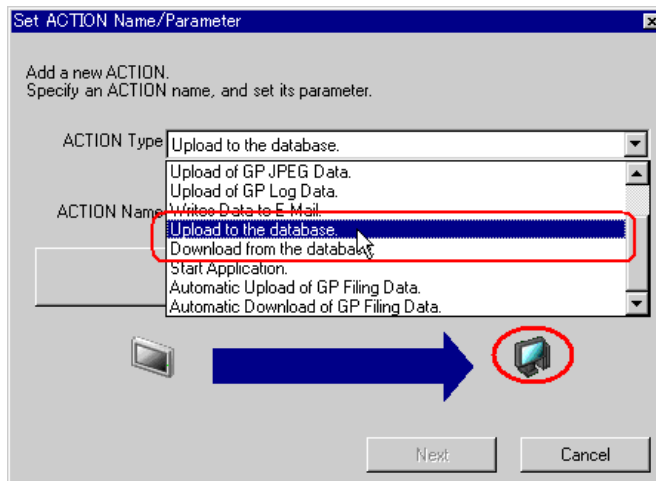 Set ACTION Name/Parameter
Add a new ACTION.
Specify an ACTION name, and set its parameter.
ACTION Type
Upload to the database.
Upload of GP JPEG Data.
Upload of GP Log Data.
ACTION Name
Writes Data to E-Mail.
Upload to the database.
Download from the database.
Start Application.
Automatic Upload of GP Filing Data.
Automatic Download of GP Filing Data.
Next
Cancel